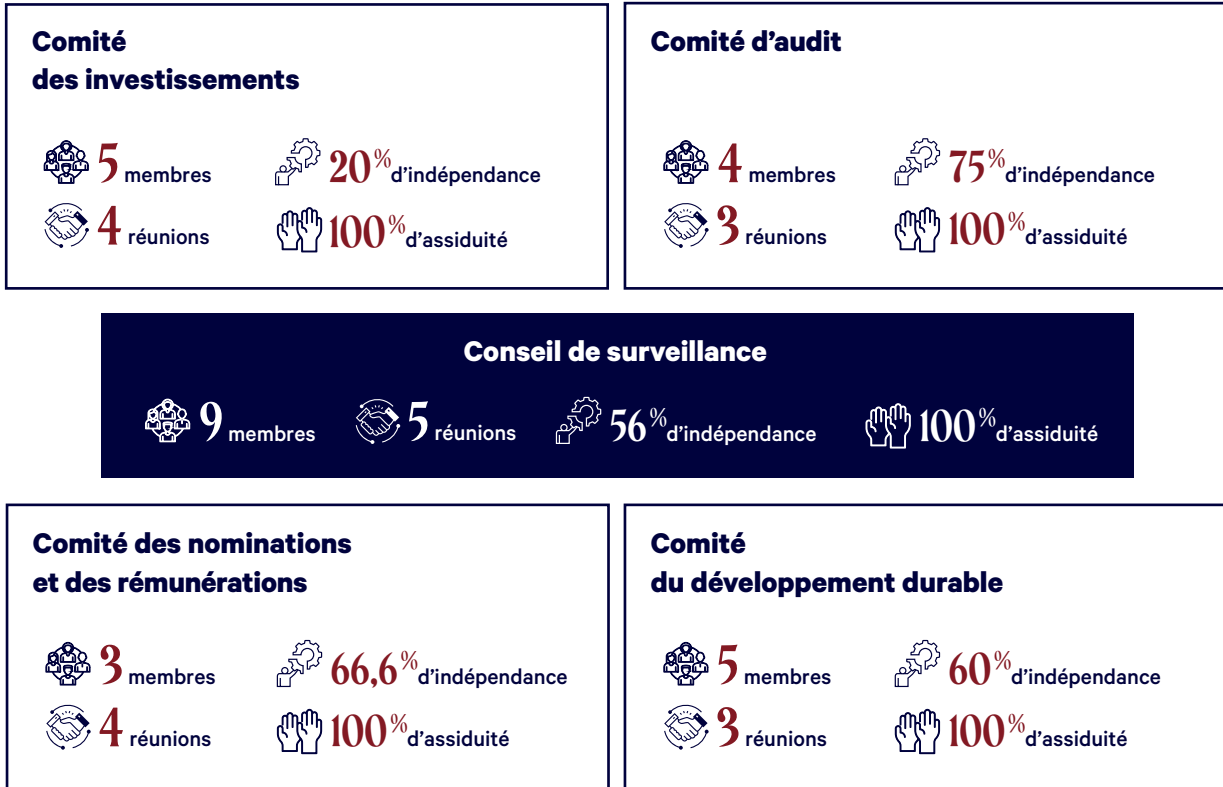 Comité
des investissements
5 membres
20% d'indépendance
4 réunions
100% d'assiduité
Comité d'audit
4 membres
75% d'indépendance
3 réunions
100% d'assiduité
Conseil de surveillance
9 membres
5 réunions
56% d'indépendance
100% d'assiduité
Comité des nominations
et des rémunérations
3 membres
66,6% d'indépendance
4 réunions
100% d'assiduité
Comité
du développement durable
5 membres
60% d'indépendance
3 réunions
100% d'assiduité